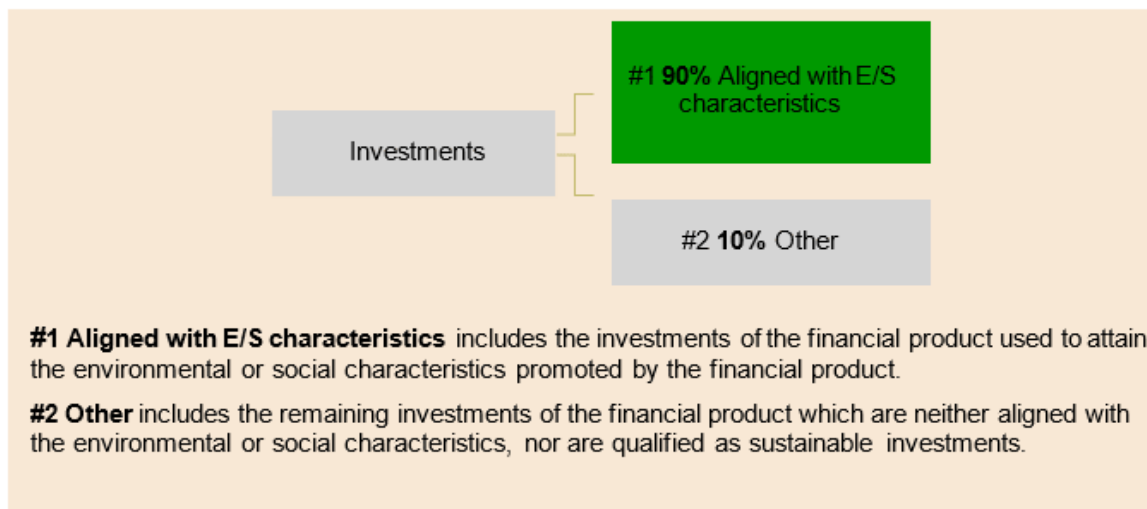 #1 90% Aligned with E/S
characteristics
Investments
#2 10% Other
#1 Aligned with E/S characteristics includes the investments of the financial product used to attain
the environmental or social characteristics promoted by the financial product.
#2 Other includes the remaining investments of the financial product which are neither aligned with
the environmental or social characteristics, nor are qualified as sustainable investments.